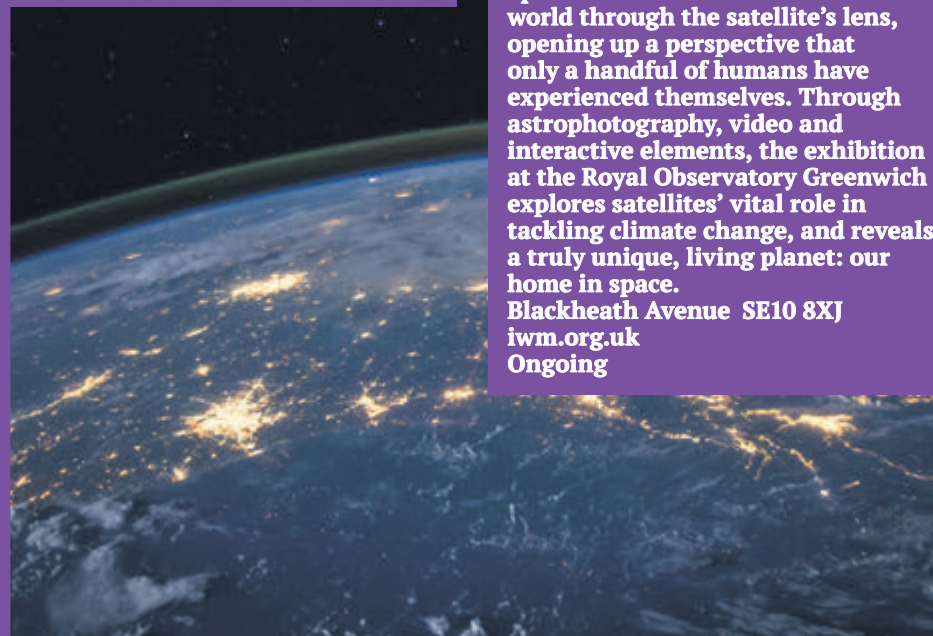 world through the satellite’s lens,
opening up a perspective that
only a handful of humans have
experienced themselves. Through
astrophotography, video and
interactive elements, the exhibition
at the Royal Observatory Greenwich
explores satellites’ vital role in
tackling climate change, and reveals
a truly unique, living planet: our
home in space.
Blackheath Avenue  SE10 8XJ
iwm.org.uk
Ongoing